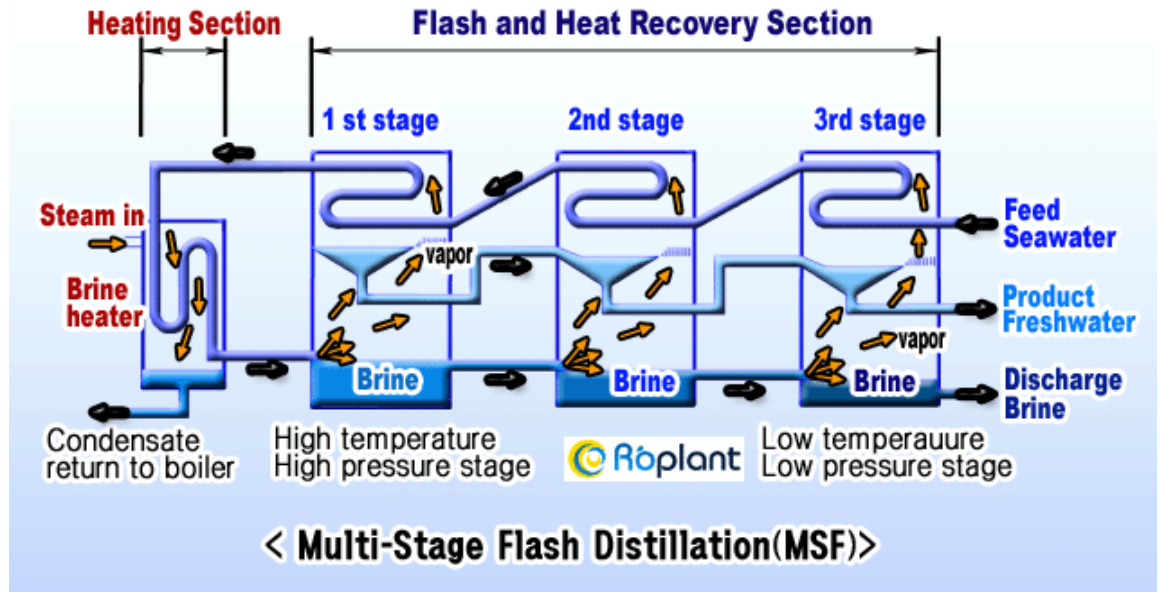 Heating Section
Flash and Heat Recovery Section
1 st stage
2nd stage
3rd stage
Steam in
Feed
Seawater
vapor
Brine
heater
Product
Freshwater
vapor
Brine
Brine
Brine
Discharge
Brine
Condensate
return to boiler
High temperature
High pressure stage
Röplant
Low temperauure
Low pressure stage
< Multi-Stage Flash Distillation(MSF)>